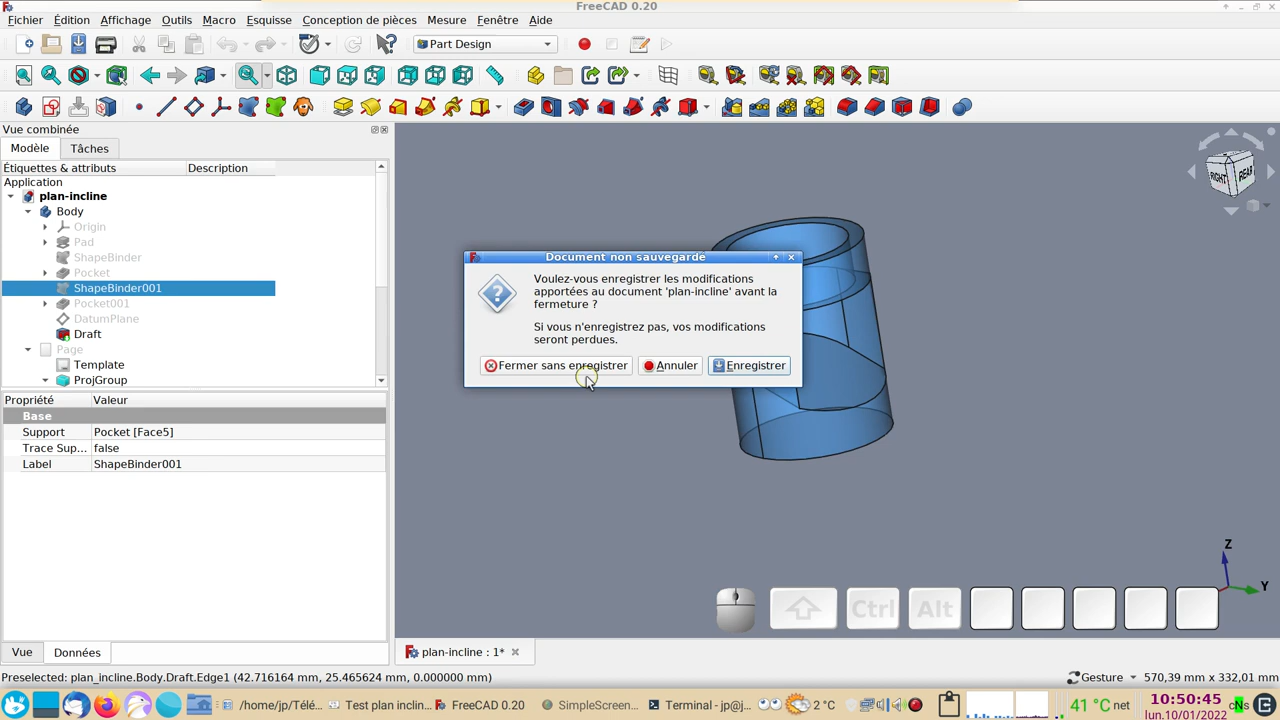 FreeCAD 0.20
Fichier Édition Affichage Outils Macro Esquisse Conception de pièces Mesure Fenêtre Aide
Part Design
Vue combinée
Modèle Tâches
Étiquettes & attributs Description
Application
plan-incline
Body
Origin
Pad
ShapeBinder
Pocket
ShapeBinder001
Pocket001
DatumPlane
Draft
Page
Template
ProjGroup
Propriété Valeur
Base
Support Pocket [Face5]
Trace Sup... false
Label ShapeBinder001
Vue Données
Document non sauvegardé
Voulez-vous enregistrer les modifications
apportées au document 'plan-incline' avant la
fermeture ?
Si vous n'enregistrez pas, vos modifications
seront perdues.
Fermer sans enregistrer Annuler Enregistrer
RIGHT REAR
Z
Y
Ctrl Alt
plan-incline : 1*
Preselected: plan_incline.Body.Draft.Edge1 (42.716164 mm, 25.465624 mm, 0.000000 mm)
Gesture 570,39 mm x 332,01 mm
/home/jp/Télé... Test plan inclin... FreeCAD 0.20 SimpleScreen... Terminal - jp@j... 2 °C 41 °C net 10:50:45
lun.10/01/2022